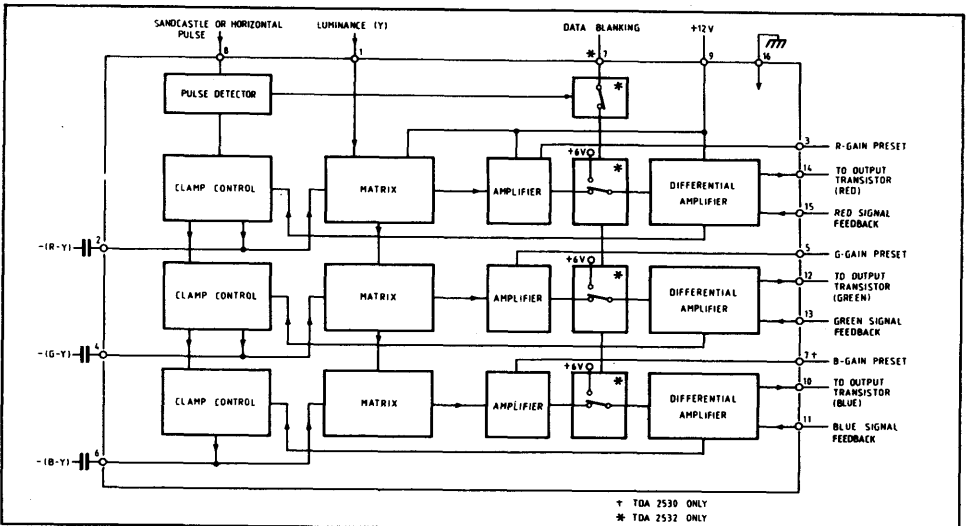 SANDCASTLE OR HORIZONTAL
PULSE
LUMINANCE (Y)
DATA BLANKING
+12V
8
1
* 7
9
16
PULSE DETECTOR
*
3
R-GAIN PRESET
+6V
CLAMP CONTROL
MATRIX
AMPLIFIER
*
DIFFERENTIAL
AMPLIFIER
14
TO OUTPUT
TRANSISTOR
(RED)
15
RED SIGNAL
FEEDBACK
-(R-Y)
2
5
G-GAIN PRESET
+6V
CLAMP CONTROL
MATRIX
AMPLIFIER
*
DIFFERENTIAL
AMPLIFIER
12
TO OUTPUT
TRANSISTOR
(GREEN)
13
GREEN SIGNAL
FEEDBACK
-(G-Y)
4
7†
B-GAIN PRESET
+6V
CLAMP CONTROL
MATRIX
AMPLIFIER
*
DIFFERENTIAL
AMPLIFIER
10
TO OUTPUT
TRANSISTOR
(BLUE)
11
BLUE SIGNAL
FEEDBACK
-(B-Y)
6
† TDA 2530 ONLY
* TDA 2532 ONLY